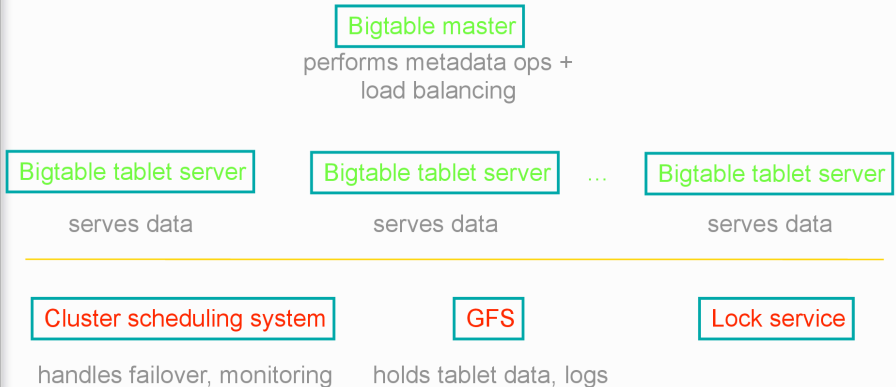 Bigtable master
performs metadata ops +
load balancing
Bigtable tablet server Bigtable tablet server ... Bigtable tablet server
serves data serves data serves data
Cluster scheduling system GFS Lock service
handles failover, monitoring holds tablet data, logs